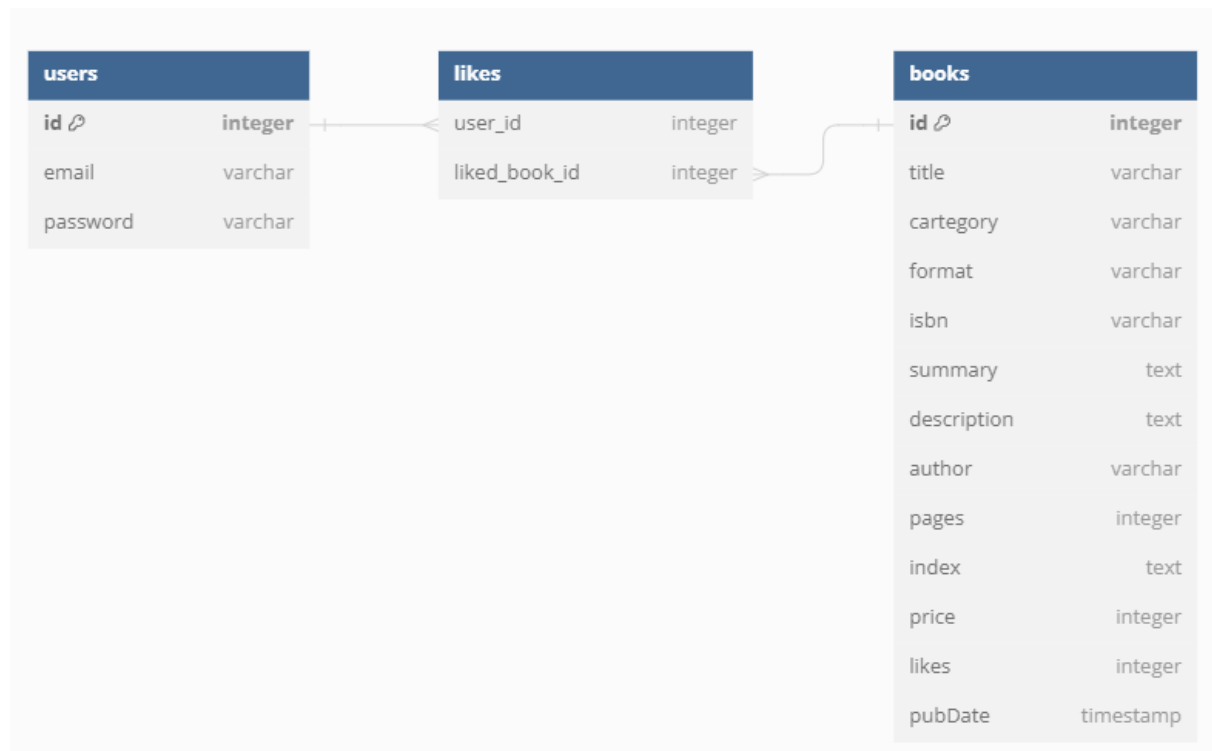 users
id integer
email varchar
password varchar
likes
user_id integer
liked_book_id integer
books
id integer
title varchar
cartegory varchar
format varchar
isbn varchar
summary text
description text
author varchar
pages integer
index text
price integer
likes integer
pubDate timestamp